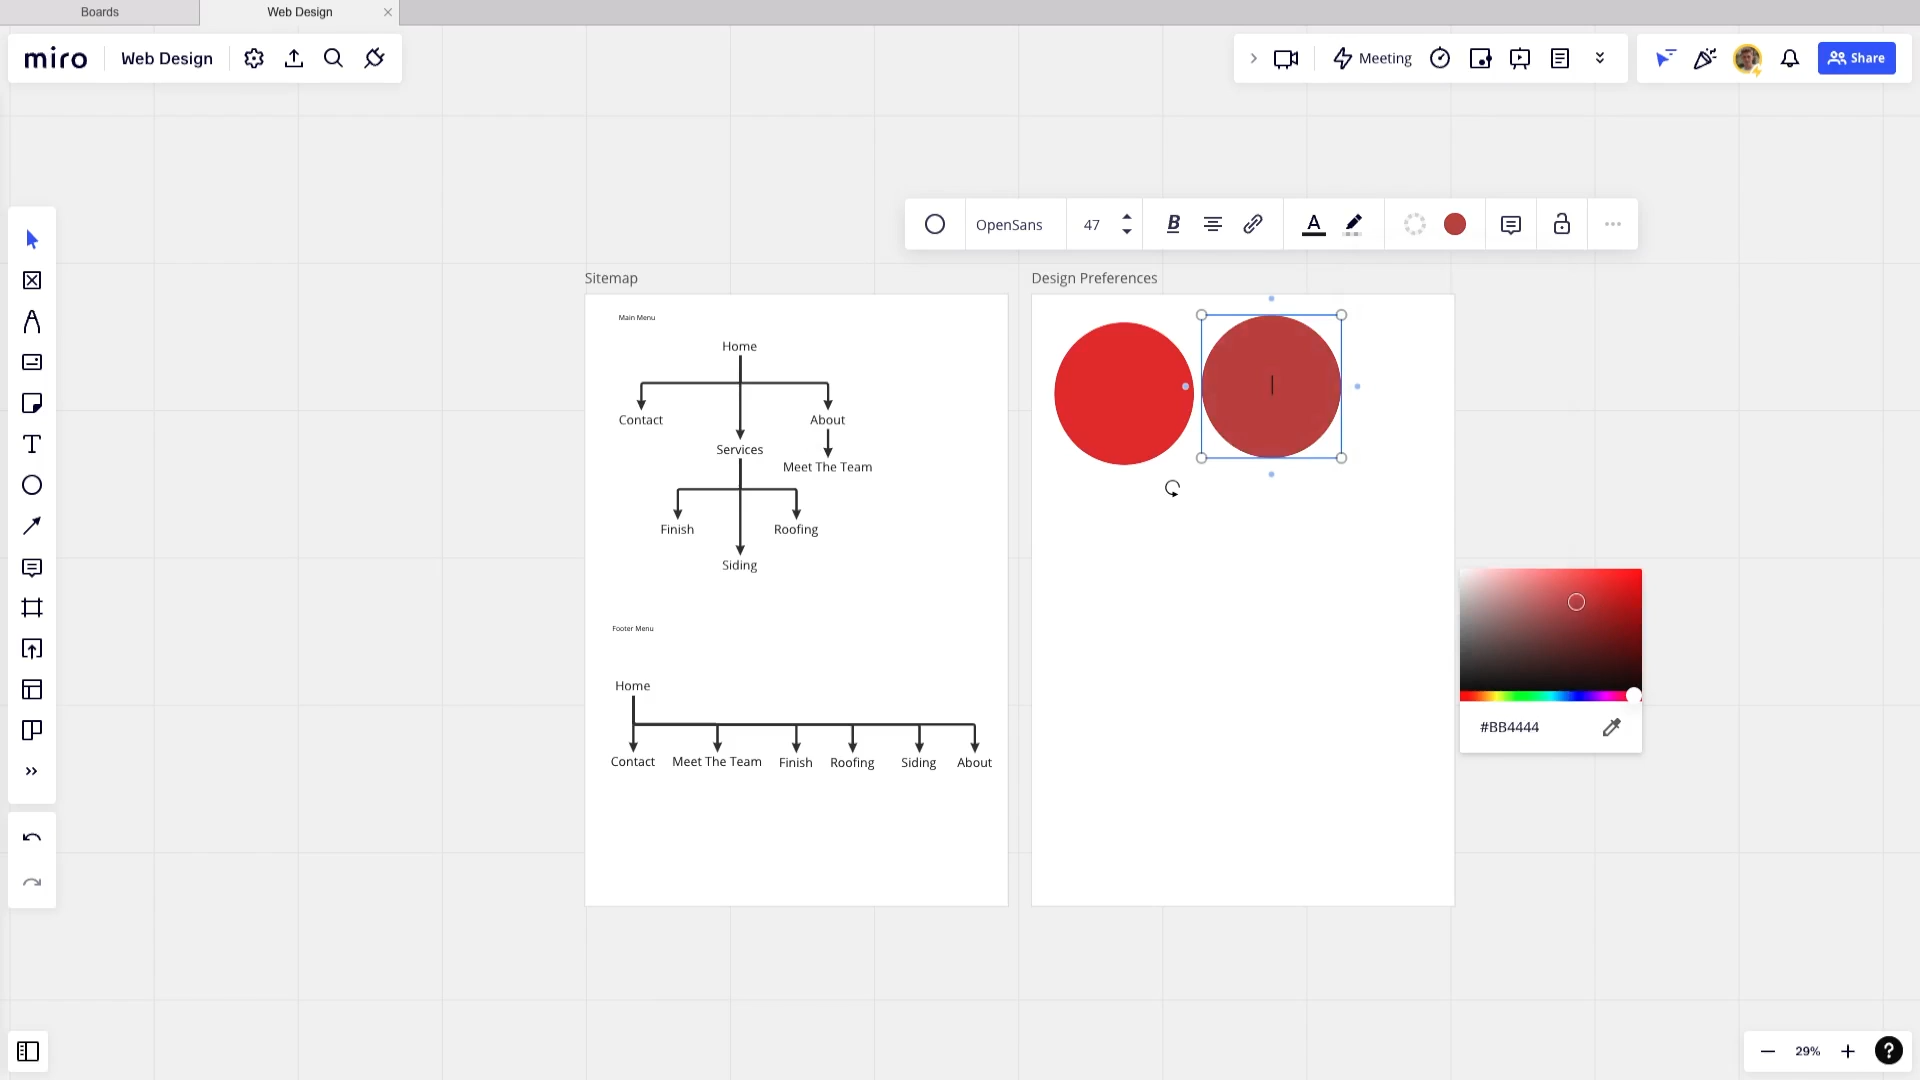 Boards
Web Design
miro
Web Design
Meeting
Share
OpenSans
47
B
A
Sitemap
Design Preferences
Main Menu
Home
Contact
About
Services
Meet The Team
Finish
Roofing
Siding
Footer Menu
Home
Contact
Meet The Team
Finish
Roofing
Siding
About
#BB4444
29%